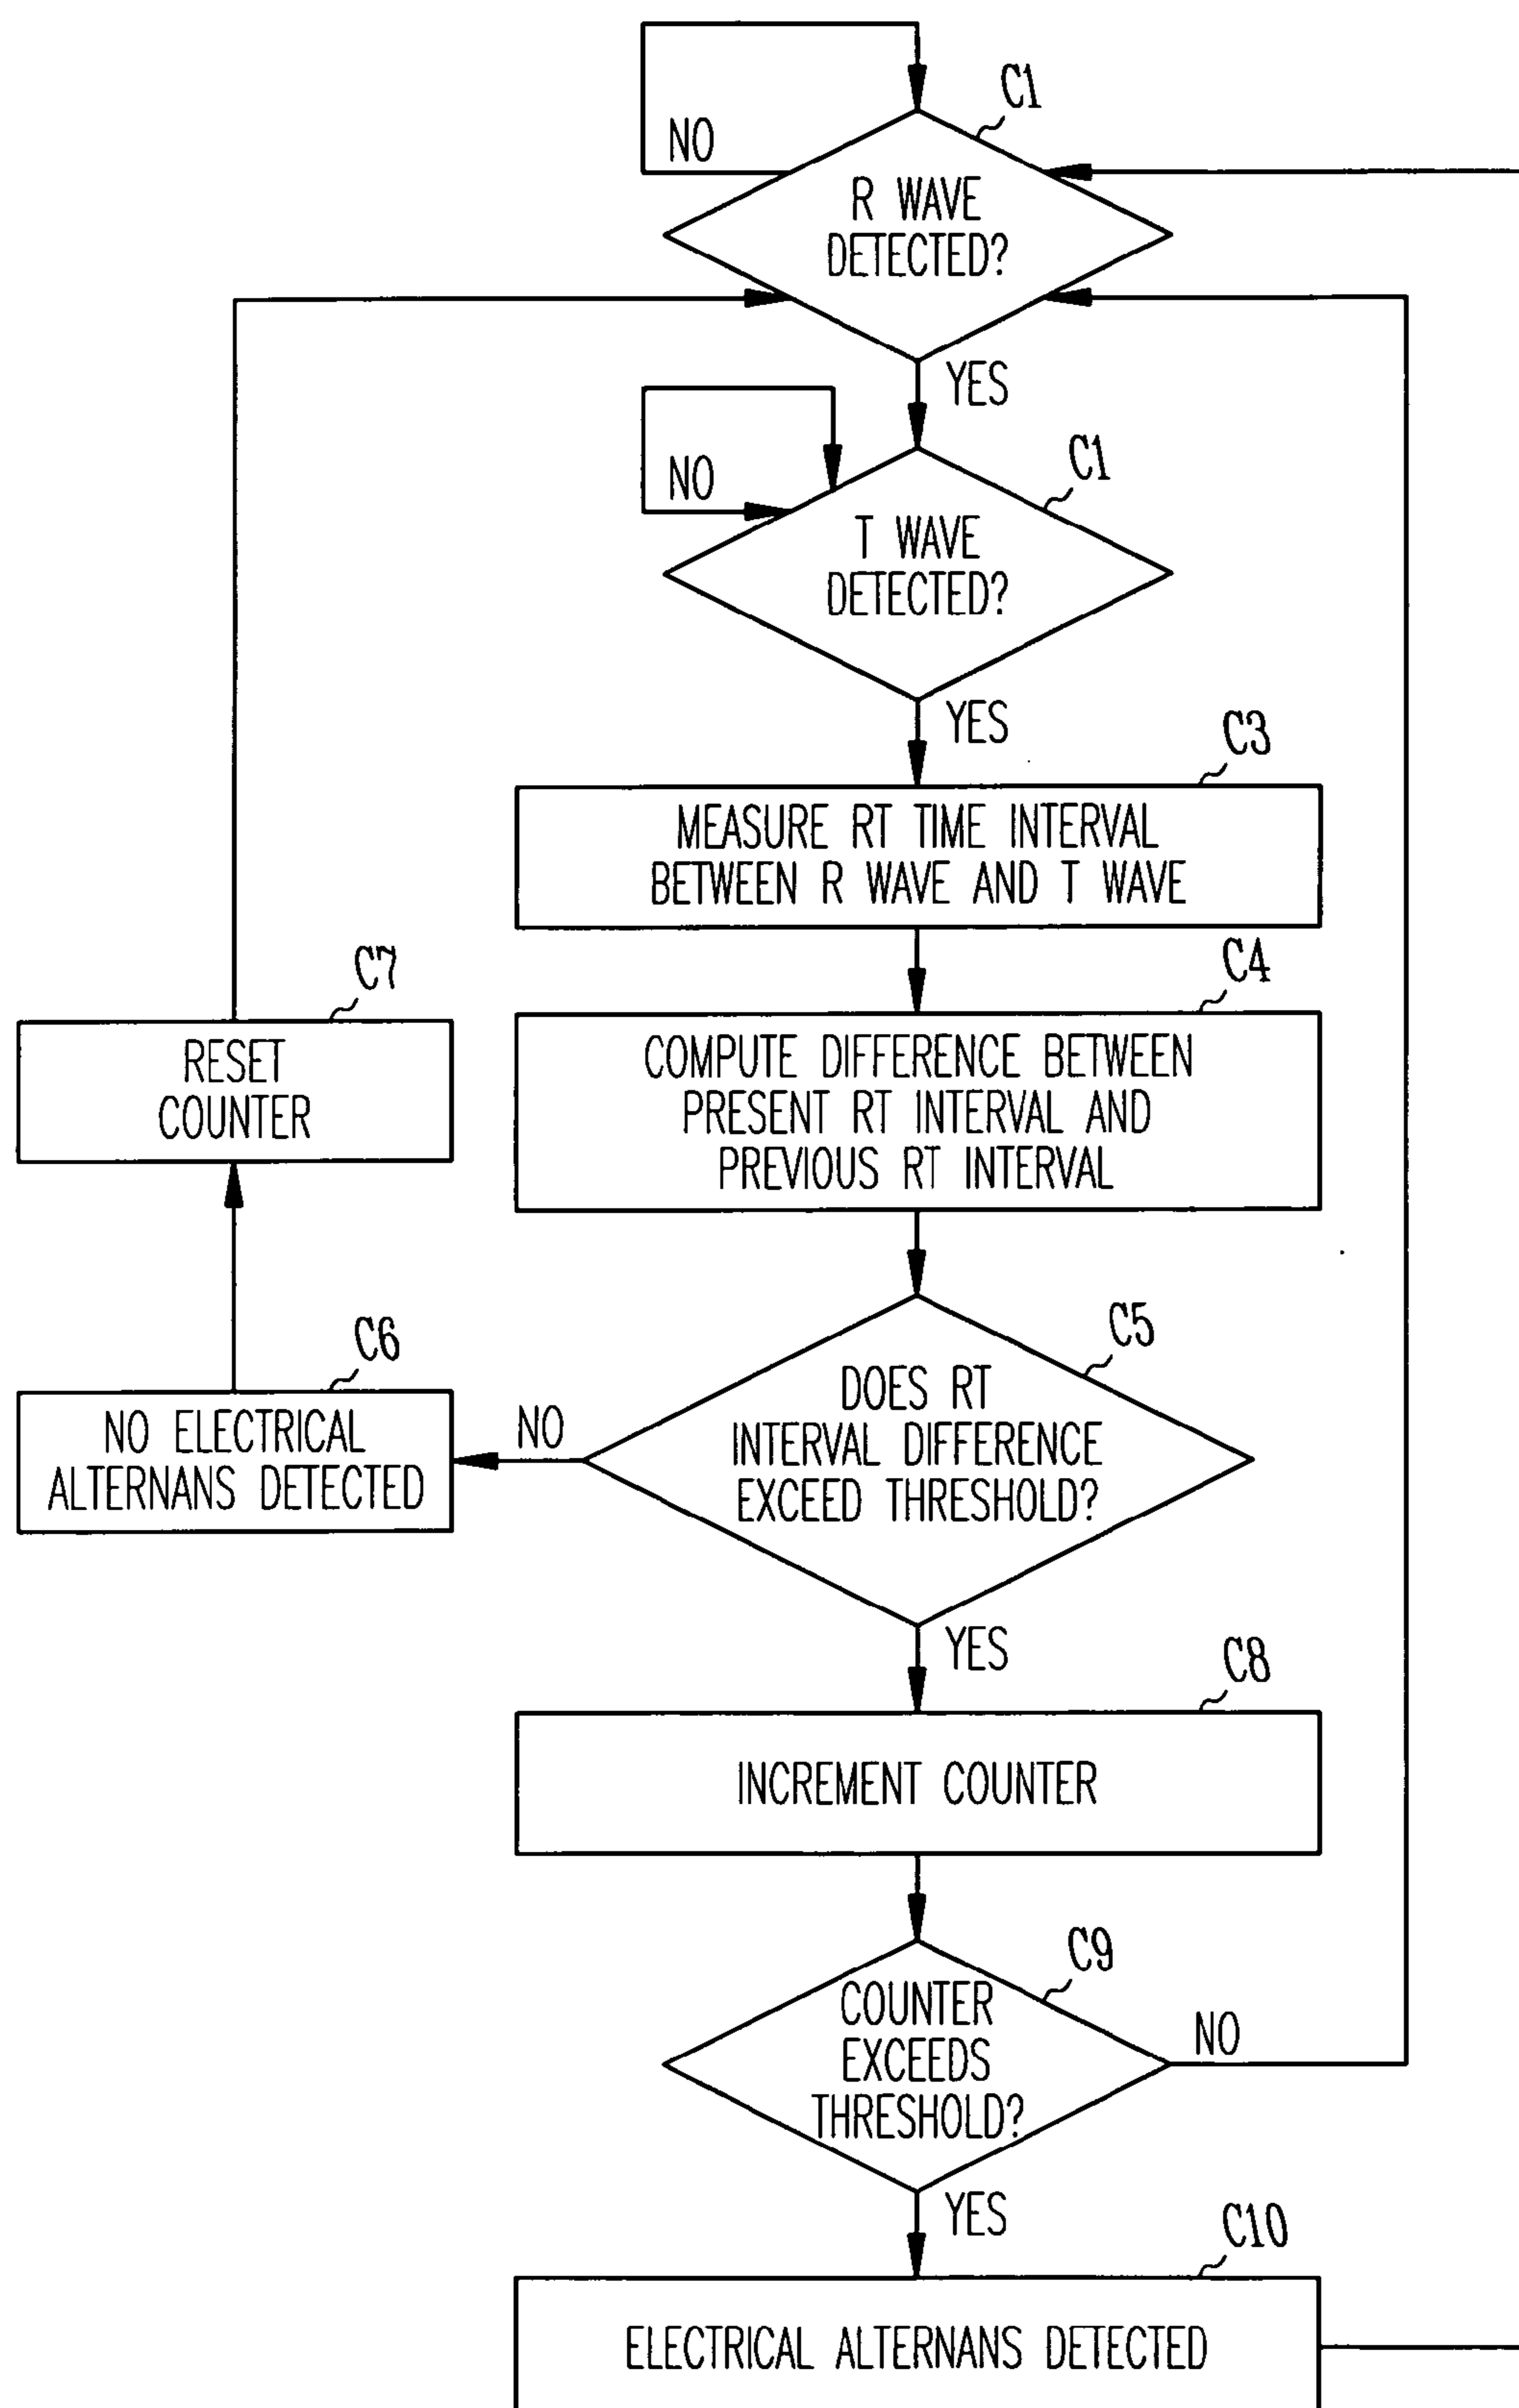 C1
NO
R WAVE
DETECTED?
YES
C1
NO
T WAVE
DETECTED?
YES
C3
MEASURE RT TIME INTERVAL
BETWEEN R WAVE AND T WAVE
C7
RESET
COUNTER
C4
COMPUTE DIFFERENCE BETWEEN
PRESENT RT INTERVAL AND
PREVIOUS RT INTERVAL
C6
NO ELECTRICAL
ALTERNANS DETECTED
NO
C5
DOES RT
INTERVAL DIFFERENCE
EXCEED THRESHOLD?
YES
C8
INCREMENT COUNTER
C9
COUNTER
EXCEEDS
THRESHOLD?
NO
YES
C10
ELECTRICAL ALTERNANS DETECTED